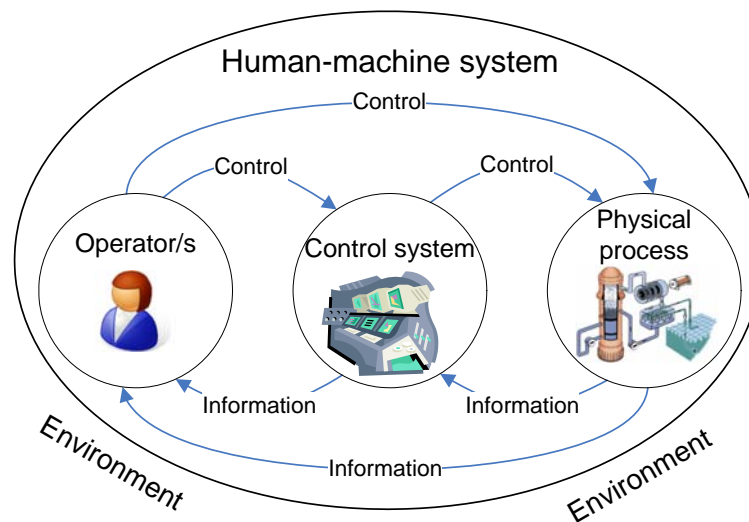 Human-machine system
Control
Control
Control
Operator/s
Control system
Physical
process
Information
Information
Information
Environment
Environment